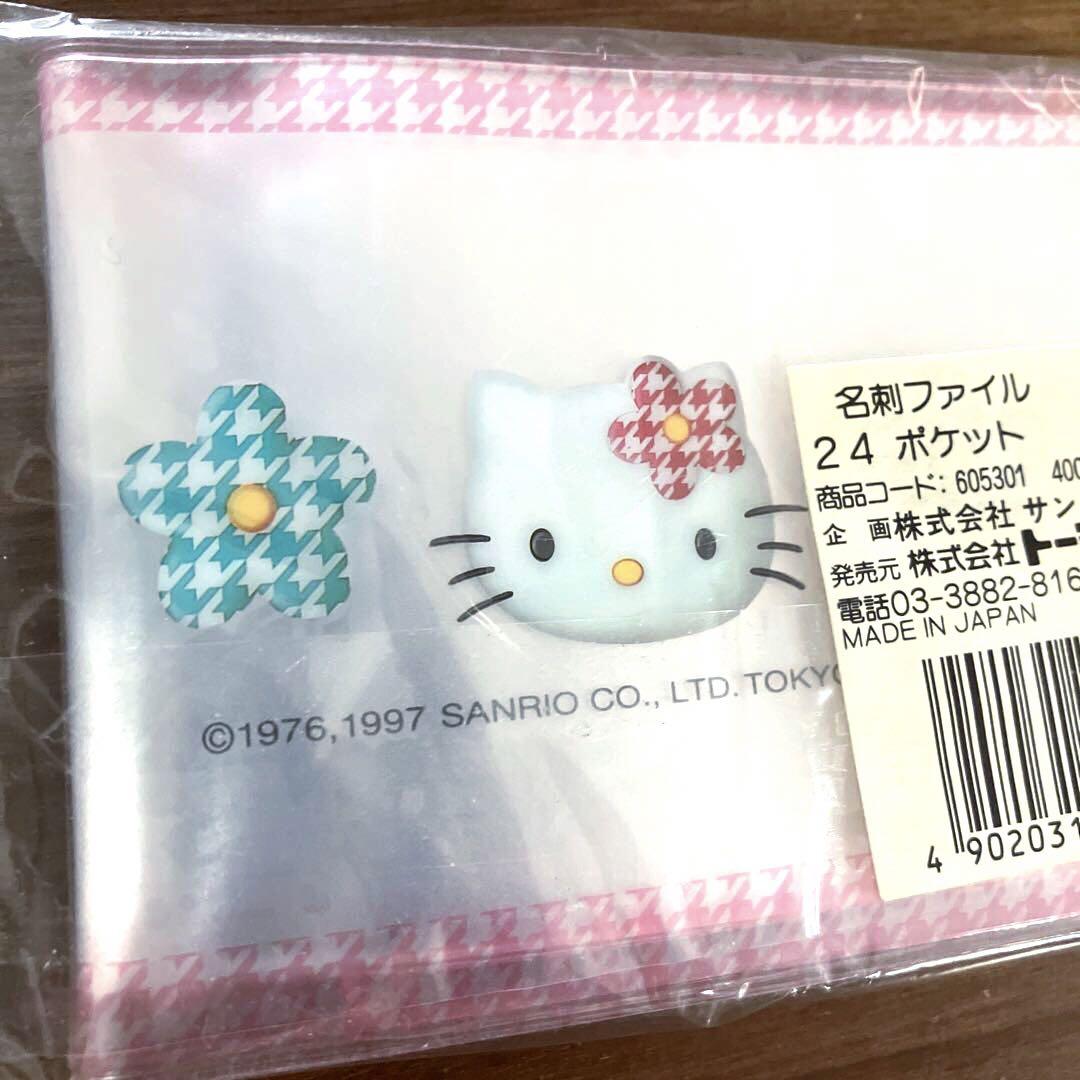 名刺ファイル
24 ポケット
商品コード: 605301 400
企 画 株式会社 サン
発売元 株式会社
電話03-3882-816
MADE IN JAPAN
©1976,1997 SANRIO CO., LTD. TOKYO
4 902031